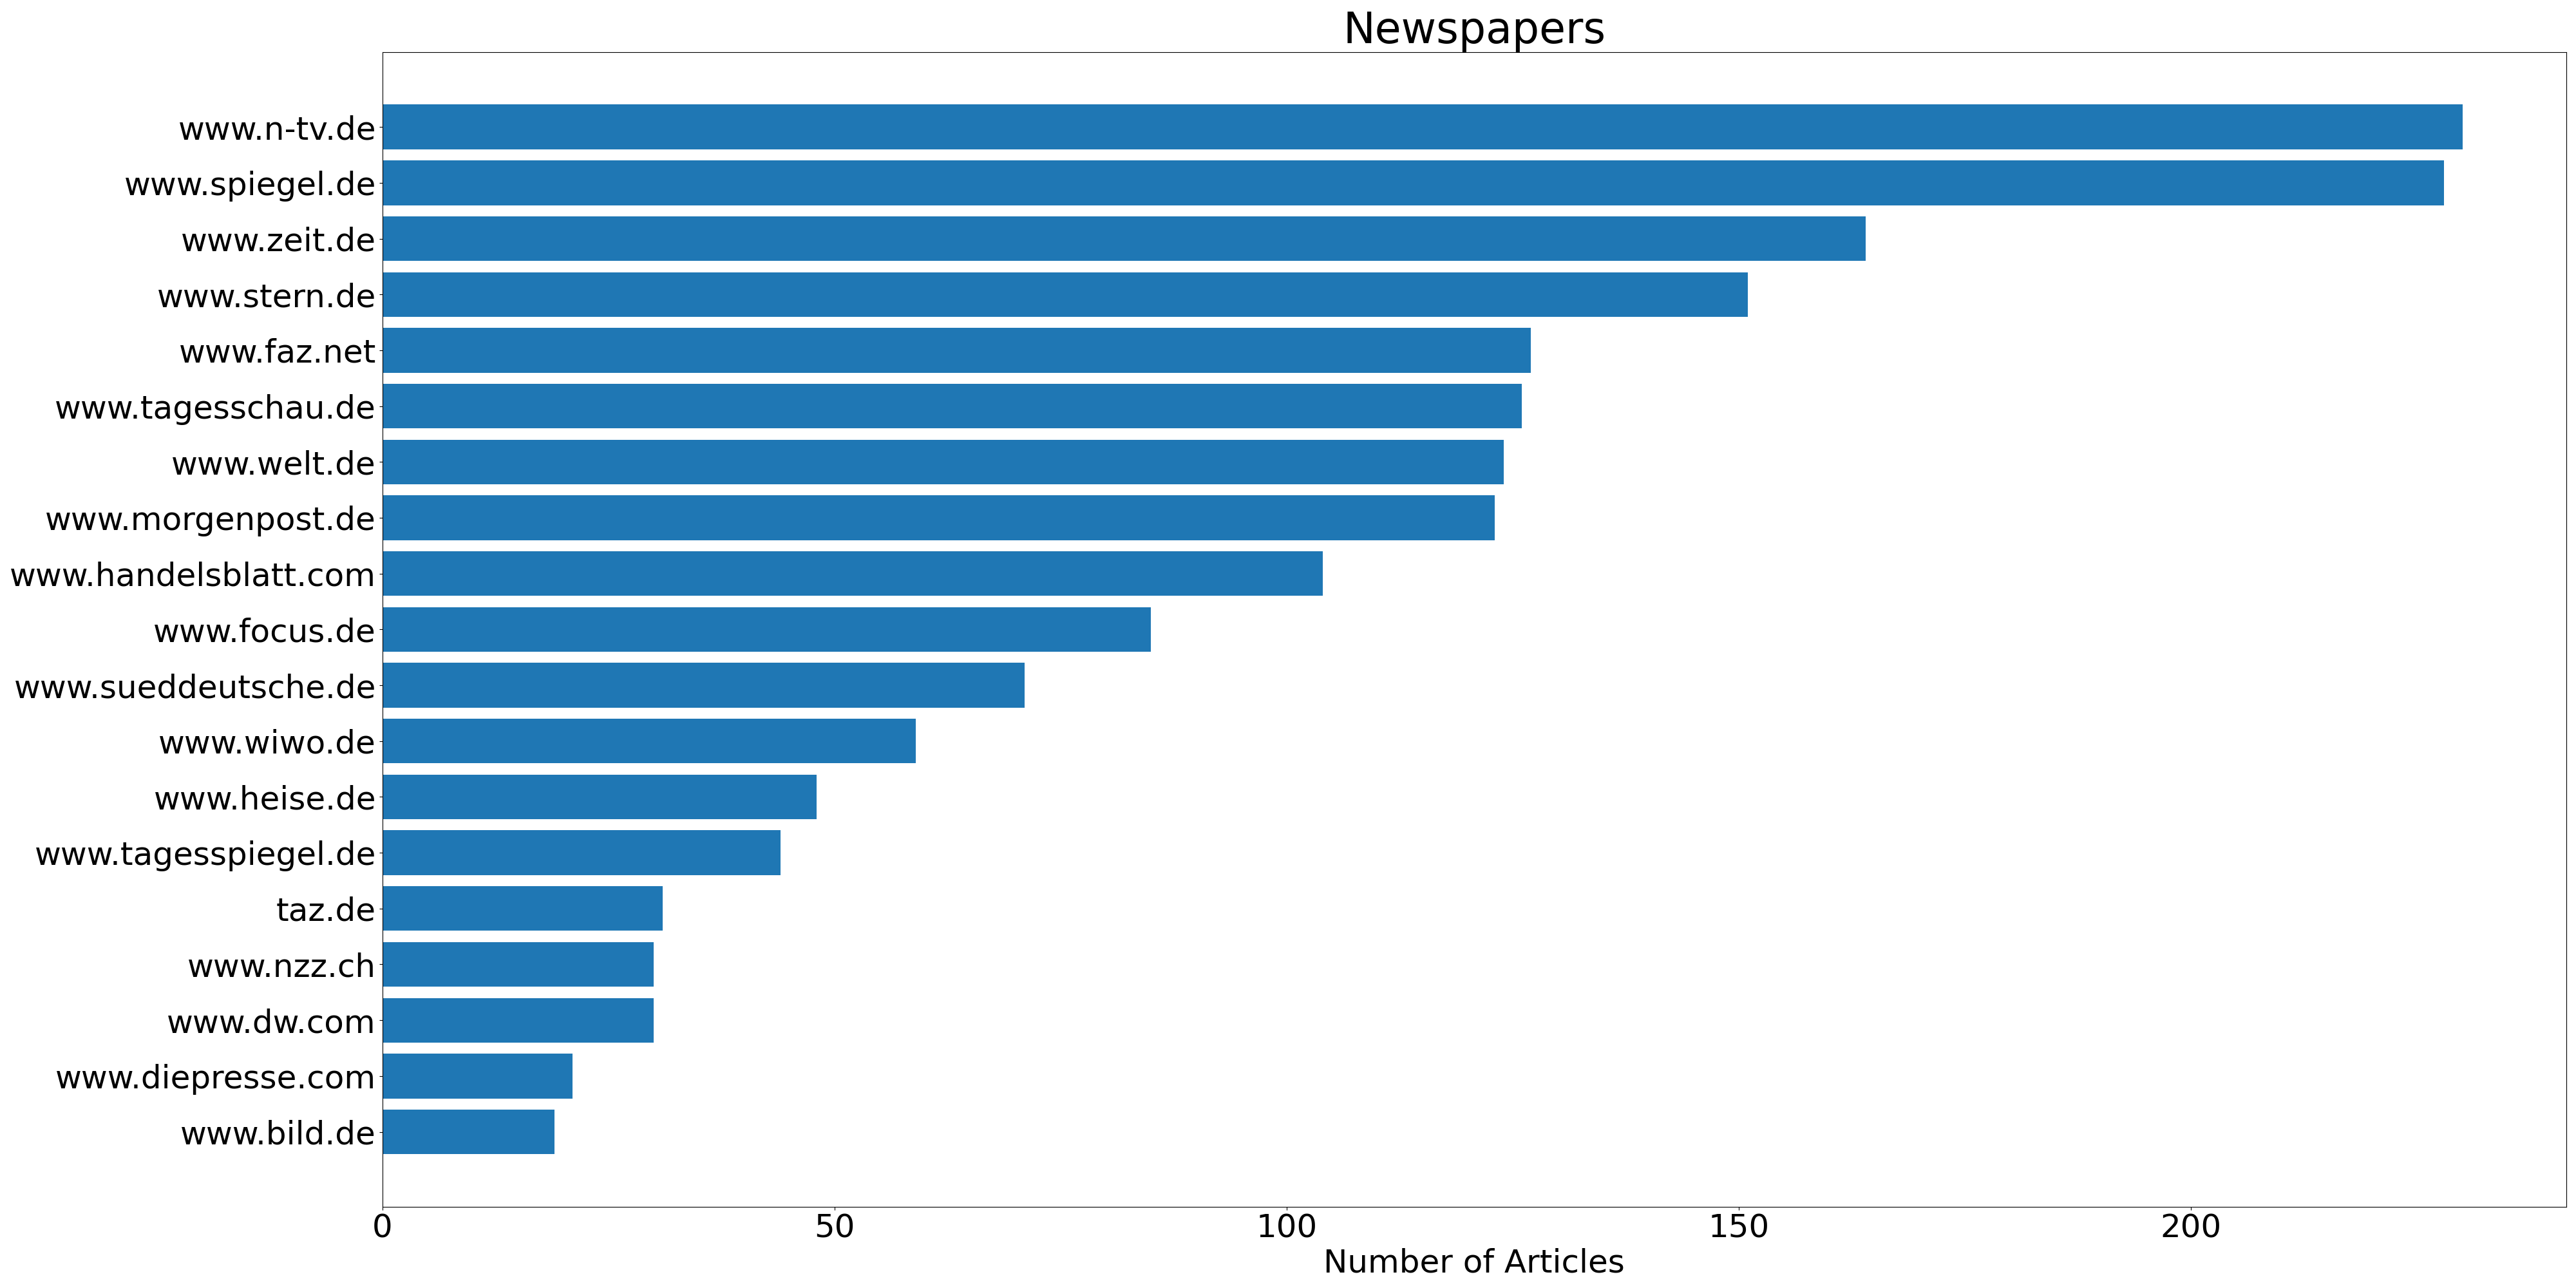 Newspapers
www.n-tv.de
www.spiegel.de
www.zeit.de
www.stern.de
www.faz.net
www.tagesschau.de
www.welt.de
www.morgenpost.de
www.handelsblatt.com
www.focus.de
www.sueddeutsche.de
www.wiwo.de
www.heise.de
www.tagesspiegel.de
taz.de
www.nzz.ch
www.dw.com
www.diepresse.com
www.bild.de
0 50 100 150 200
Number of Articles